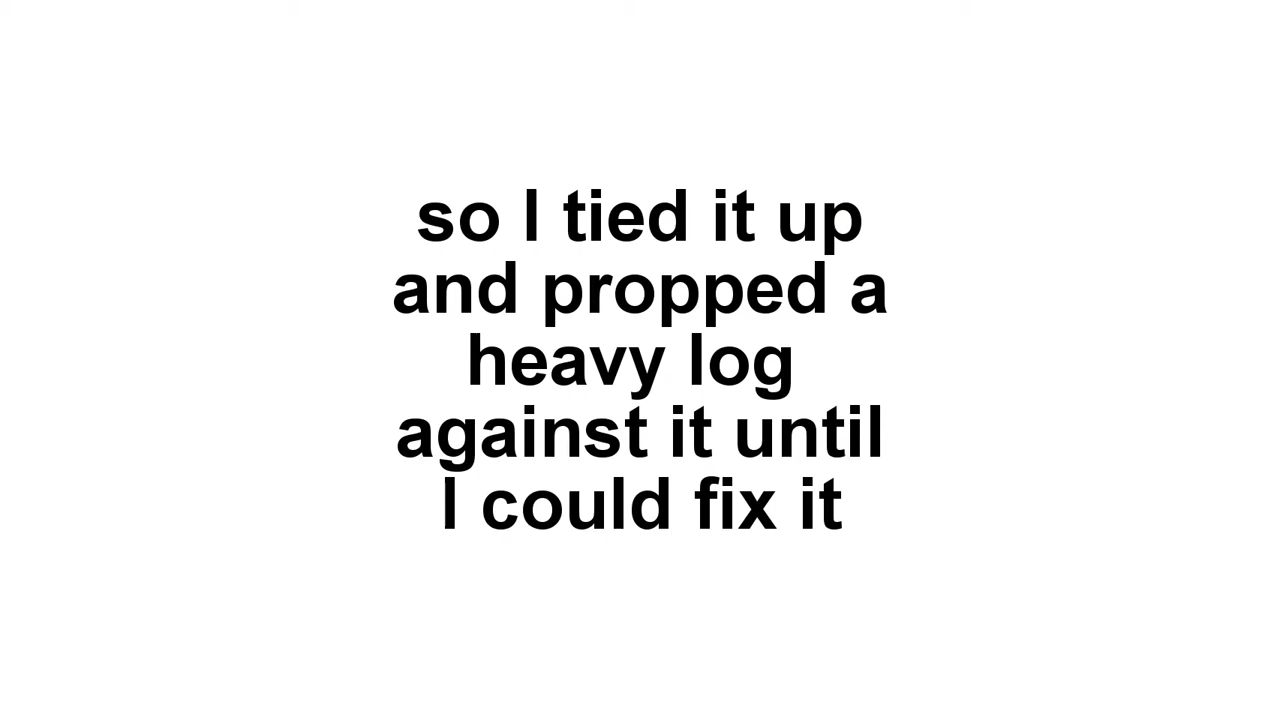 so I tied it up
and propped a
heavy log
against it until
I could fix it